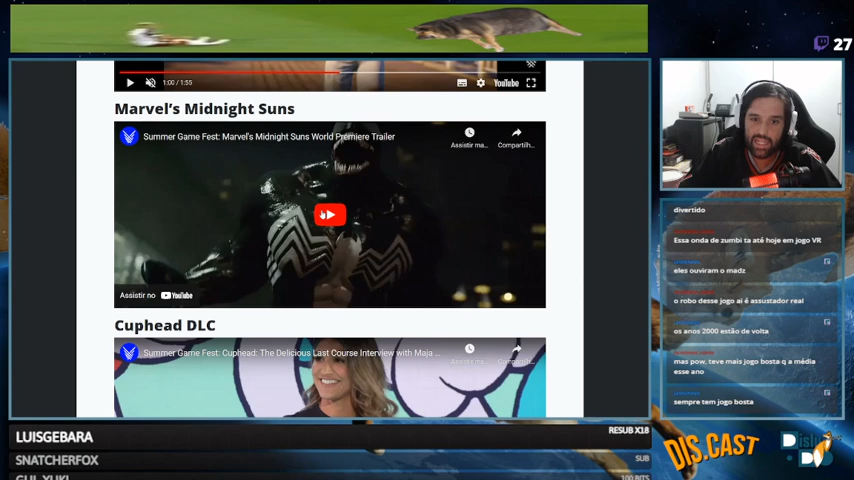 27
1:00 / 1:55
YouTube
Marvel's Midnight Suns
Summer Game Fest: Marvel's Midnight Suns World Premiere Trailer
Assistir ma...
Compartilh...
Assistir no YouTube
Cuphead DLC
Summer Game Fest: Cuphead: The Delicious Last Course Interview with Maja ...
Assistir ma...
Compartilh...
divertido
Essa onda de zumbi ta até hoje em jogo VR
eles ouviram o madz
o robo desse jogo ai é assustador real
os anos 2000 estão de volta
mas pow, teve mais jogo bosta q a média
esse ano
sempre tem jogo bosta
LUISGEBARA
RESUB X18
SNATCHERFOX
SUB
100 BITS
DIS.CAST